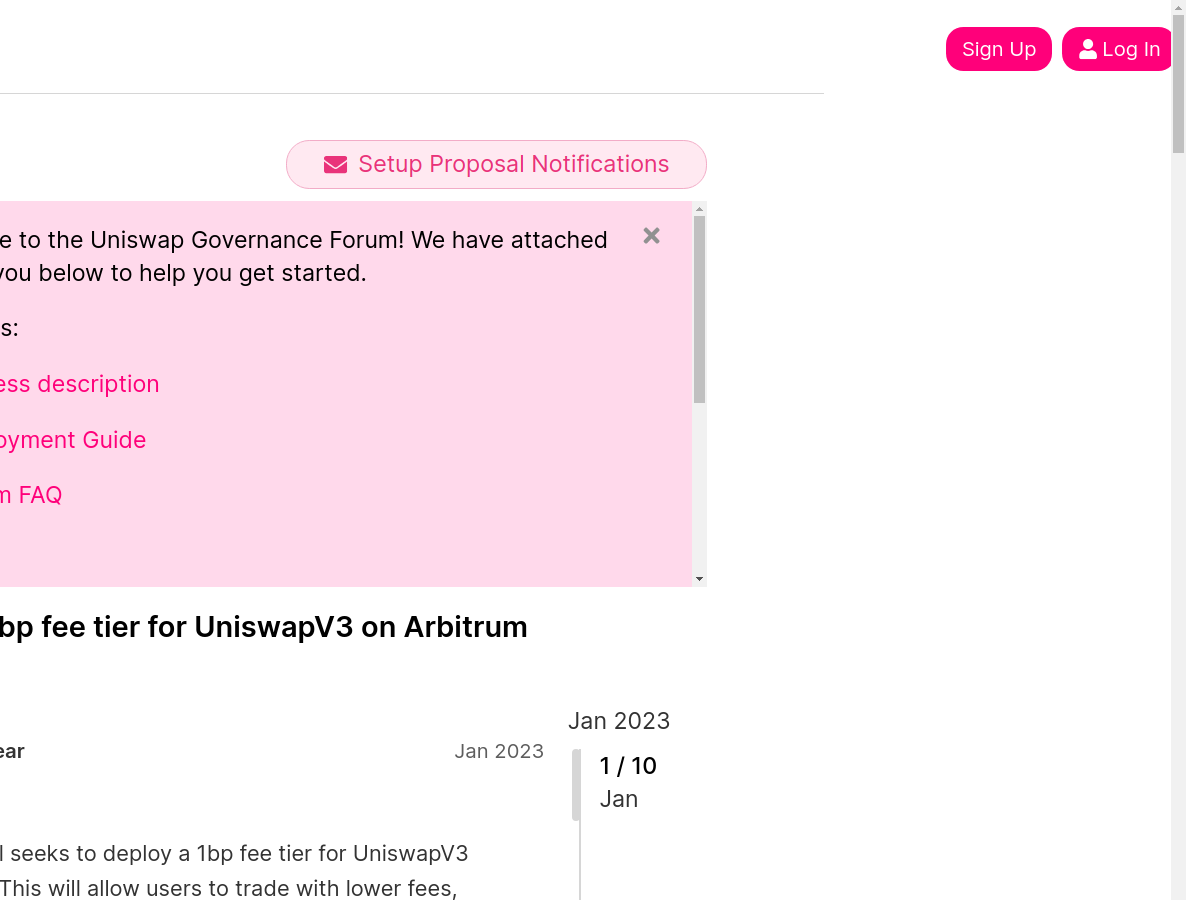 Sign Up
Log In
Setup Proposal Notifications
e to the Uniswap Governance Forum! We have attached
you below to help you get started.
s:
ess description
oyment Guide
m FAQ
bp fee tier for UniswapV3 on Arbitrum
Jan 2023
ear
Jan 2023
1 / 10
Jan
l seeks to deploy a 1bp fee tier for UniswapV3
This will allow users to trade with lower fees,